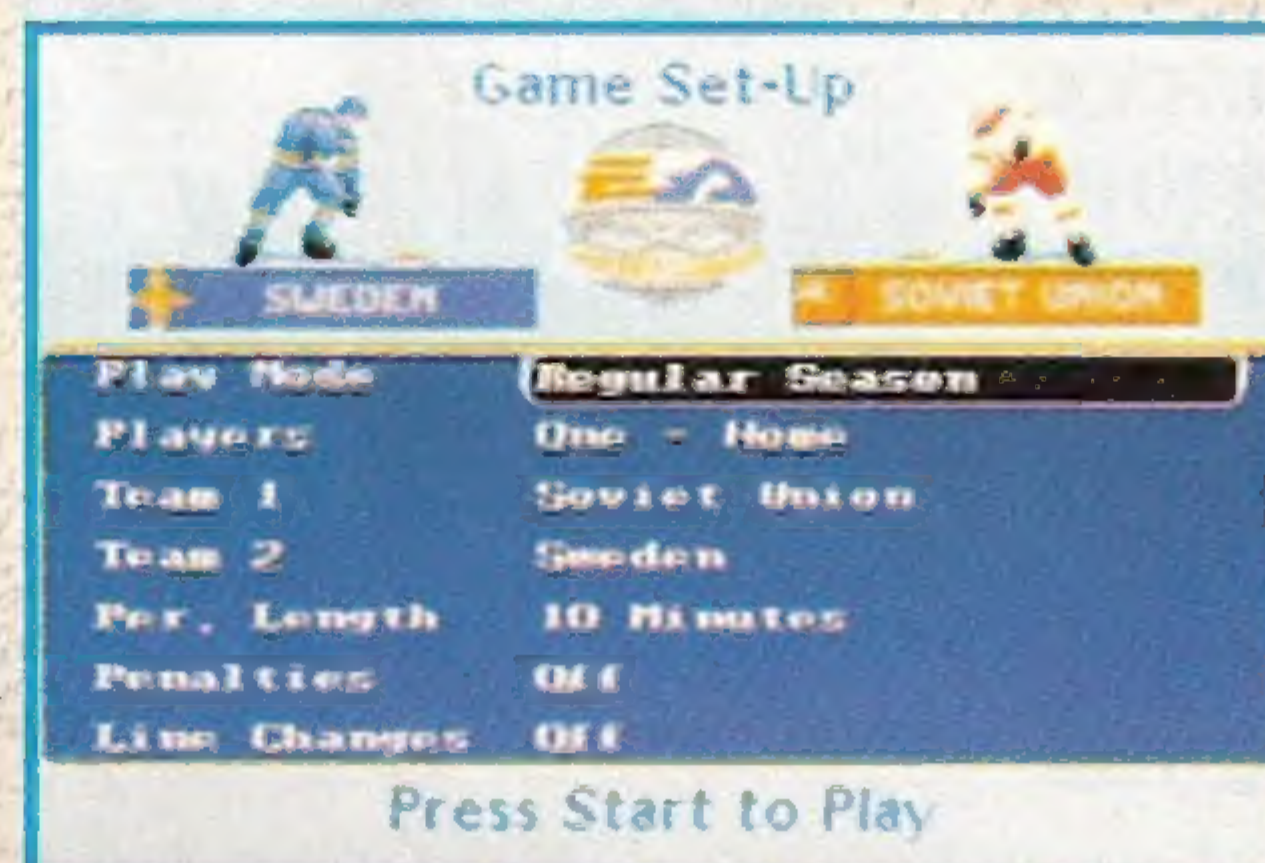 Game Set-Up
SWEDEN
EA
SOVIET UNION
Play Mode Regular Season
Players One - Home
Team 1 Soviet Union
Team 2 Sweden
Per. Length 10 Minutes
Penalties Off
Line Changes Off
Press Start to Play